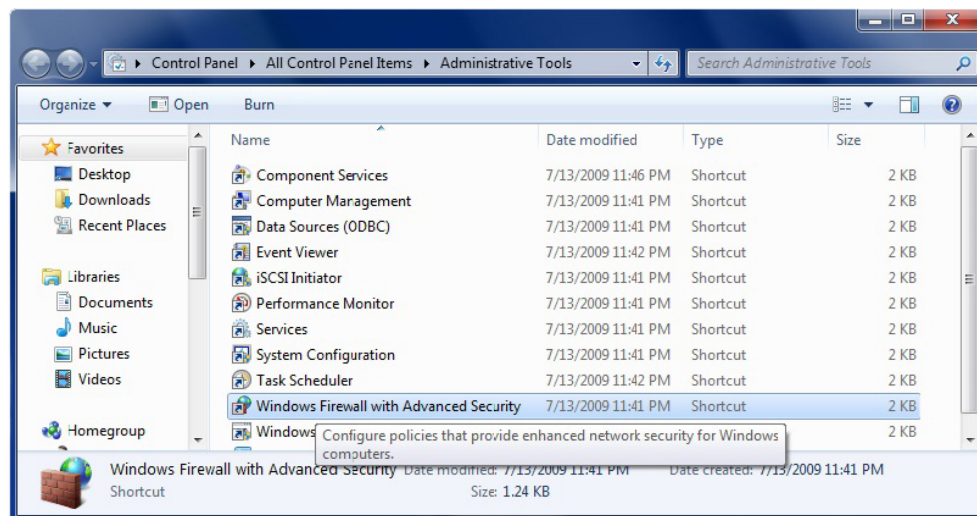 Control Panel ▸ All Control Panel Items ▸ Administrative Tools
Search Administrative Tools
Organize Open Burn
Name Date modified Type Size
Favorites
Desktop
Downloads
Recent Places
Libraries
Documents
Music
Pictures
Videos
Homegroup
Component Services 7/13/2009 11:46 PM Shortcut 2 KB
Computer Management 7/13/2009 11:41 PM Shortcut 2 KB
Data Sources (ODBC) 7/13/2009 11:41 PM Shortcut 2 KB
Event Viewer 7/13/2009 11:42 PM Shortcut 2 KB
iSCSI Initiator 7/13/2009 11:41 PM Shortcut 2 KB
Performance Monitor 7/13/2009 11:41 PM Shortcut 2 KB
Services 7/13/2009 11:41 PM Shortcut 2 KB
System Configuration 7/13/2009 11:41 PM Shortcut 2 KB
Task Scheduler 7/13/2009 11:42 PM Shortcut 2 KB
Windows Firewall with Advanced Security 7/13/2009 11:41 PM Shortcut 2 KB
Windows 2 KB
Configure policies that provide enhanced network security for Windows
computers.
Windows Firewall with Advanced Security Date modified: 7/13/2009 11:41 PM Date created: 7/13/2009 11:41 PM
Shortcut Size: 1.24 KB